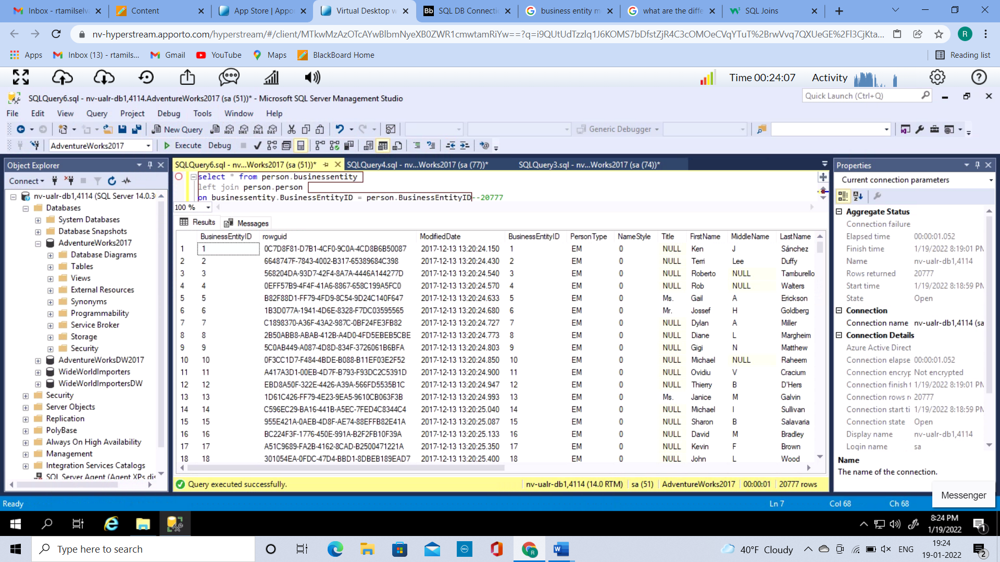 Inbox - rtamilselva
Content
App Store | Appo
Virtual Desktop w
Bb SQL DB Connecti
business entity m
what are the diffe
SQL Joins
nv-hyperstream.apporto.com/hyperstream/#/client/MTkwMzAzOTcAYwBlbmNyeXB0ZWR1cmwtamRiYw==?q=i9QUtUdTzzlq1J6KOMS7bDfstZjR4C3cOMOeCVqYTuT%2BrwVvq7QXUeGE%2Fl3CjKta...
R
Apps
Inbox (13) - rtamils...
Gmail
YouTube
Maps
BlackBoard Home
Reading list
Time 00:24:07 Activity
SQLQuery6.sql - nv-ualr-db1,4114.AdventureWorks2017 (sa (51))* - Microsoft SQL Server Management Studio
Quick Launch (Ctrl+Q)
File Edit View Query Project Debug Tools Window Help
New Query MDX DMX XMLA DAX Generic Debugger
AdventureWorks2017 Execute Debug
Object Explorer
Connect
nv-ualr-db1,4114 (SQL Server 14.0.3
Databases
System Databases
Database Snapshots
AdventureWorks2017
Database Diagrams
Tables
Views
External Resources
Synonyms
Programmability
Service Broker
Storage
Security
AdventureWorksDW2017
WideWorldImporters
WideWorldImportersDW
Security
Server Objects
Replication
PolyBase
Always On High Availability
Management
Integration Services Catalogs
SQL Server Agent (Agent XPs dis
SQLQuery6.sql - nv...Works2017 (sa (51))*
SQLQuery4.sql - nv...Works2017 (sa (77))*
SQLQuery3.sql - nv...Works2017 (sa (74))*
select * from person.businessentity
left join person.person
on businessentity.BusinessEntityID = person.BusinessEntityID--20777
100 %
Results Messages
BusinessEntityID rowguid ModifiedDate BusinessEntityID PersonType NameStyle Title FirstName MiddleName LastName
1 1 0C7D8F81-D7B1-4CF0-9C0A-4CD8B6B50087 2017-12-13 13:20:24.150 1 EM 0 NULL Ken J Sánchez
2 2 6648747F-7843-4002-B317-65389684C398 2017-12-13 13:20:24.430 2 EM 0 NULL Terri Lee Duffy
3 3 568204DA-93D7-42F4-8A7A-4446A144277D 2017-12-13 13:20:24.540 3 EM 0 NULL Roberto NULL Tamburello
4 4 0EFF57B9-4F4F-41A6-8867-658C199A5FC0 2017-12-13 13:20:24.570 4 EM 0 NULL Rob NULL Walters
5 5 B82F88D1-FF79-4FD9-8C54-9D24C140F647 2017-12-13 13:20:24.633 5 EM 0 Ms. Gail A Erickson
6 6 1B3D077A-1941-4D6E-8328-F7DC03595565 2017-12-13 13:20:24.680 6 EM 0 Mr. Jossef H Goldberg
7 7 C1898370-A36F-43A2-987C-0BF24FE3FB82 2017-12-13 13:20:24.727 7 EM 0 NULL Dylan A Miller
8 8 2B50ABB8-ABAB-412B-A4D0-4FD5EBEB5CBE 2017-12-13 13:20:24.773 8 EM 0 NULL Diane L Margheim
9 9 5C0AB449-A087-4D8D-834F-3726061B6BFA 2017-12-13 13:20:24.803 9 EM 0 NULL Gigi N Matthew
10 10 0F3CC1D7-F484-4BDE-B088-B11EF03E2F52 2017-12-13 13:20:24.850 10 EM 0 NULL Michael NULL Raheem
11 11 A417A3D1-00EB-4D7F-B793-F93DC2C5391D 2017-12-13 13:20:24.900 11 EM 0 NULL Ovidiu V Cracium
12 12 EBD8A50F-322E-4426-A39A-566FD5535B1C 2017-12-13 13:20:24.947 12 EM 0 NULL Thierry B D'Hers
13 13 1D61C426-FF79-4E23-9EA5-9610CB063F3B 2017-12-13 13:20:24.993 13 EM 0 Ms. Janice M Galvin
14 14 C596EC29-BA16-441B-A5EC-7FED4C8344C4 2017-12-13 13:20:25.040 14 EM 0 NULL Michael I Sullivan
15 15 955E421A-0AEB-4D8F-AE74-88EFFB82E41A 2017-12-13 13:20:25.087 15 EM 0 NULL Sharon B Salavaria
16 16 BC224F3F-1776-450E-991A-B2F2FB10F39A 2017-12-13 13:20:25.133 16 EM 0 NULL David M Bradley
17 17 A51C9689-FA2B-4162-8CAD-B2500471221A 2017-12-13 13:20:25.350 17 EM 0 NULL Kevin F Brown
18 18 301054EA-0FDC-47D4-BBD1-8DBEB189EAD7 2017-12-13 13:20:25.400 18 EM 0 NULL John L Wood
Query executed successfully. nv-ualr-db1,4114 (14.0 RTM) sa (51) AdventureWorks2017 00:00:01 20777 rows
Properties
Current connection parameters
Aggregate Status
Connection failure
Elapsed time 00:00:01.052
Finish time 1/19/2022 8:19:01 PM
Name nv-ualr-db1,4114
Rows returned 20777
Start time 1/19/2022 8:18:59 PM
State Open
Connection
Connection name nv-ualr-db1,4114 (sa
Connection Details
Azure Active Direct
Connection elapse 00:00:01.052
Connection encryp Not encrypted
Connection finish t 1/19/2022 8:19:01 PM
Connection rows r 20777
Connection start ti 1/19/2022 8:18:59 PM
Connection state Open
Display name nv-ualr-db1,4114
Login name sa
Name
The name of the connection.
Messenger
Ready Ln 7 Col 68 Ch 68
8:24 PM
1/19/2022
1
Type here to search
40°F Cloudy
ENG
19:24
19-01-2022
2